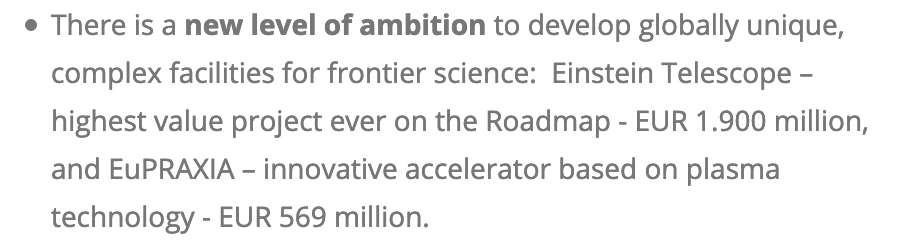 • There is a new level of ambition to develop globally unique,
complex facilities for frontier science:  Einstein Telescope –
highest value project ever on the Roadmap - EUR 1.900 million,
and EuPRAXIA – innovative accelerator based on plasma
technology - EUR 569 million.